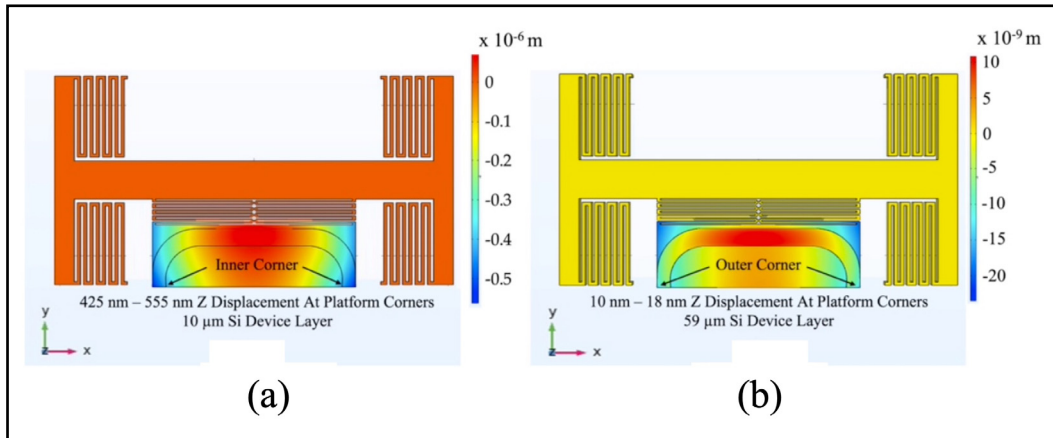 x 10⁻⁶ m
0
-0.1
-0.2
-0.3
-0.4
-0.5
Inner Corner
425 nm – 555 nm Z Displacement At Platform Corners
10 µm Si Device Layer
y
z
x
(a)
x 10⁻⁹ m
10
5
0
-5
-10
-15
-20
Outer Corner
10 nm – 18 nm Z Displacement At Platform Corners
59 µm Si Device Layer
y
z
x
(b)